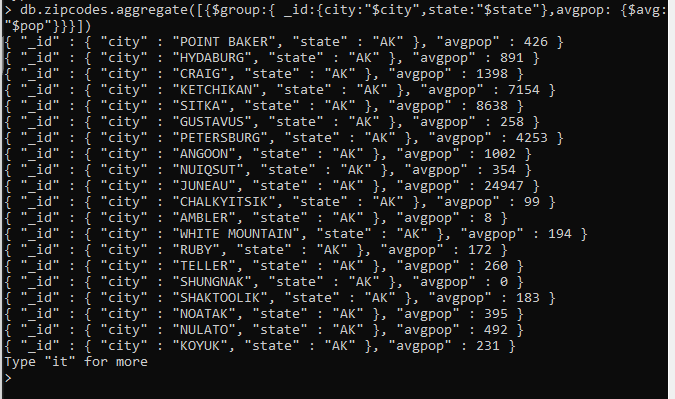 > db.zipcodes.aggregate([{$group:{ _id:{city:"$city",state:"$state"},avgpop: {$avg:
"$pop"}}}])
{ "_id" : { "city" : "POINT BAKER", "state" : "AK" }, "avgpop" : 426 }
{ "_id" : { "city" : "HYDABURG", "state" : "AK" }, "avgpop" : 891 }
{ "_id" : { "city" : "CRAIG", "state" : "AK" }, "avgpop" : 1398 }
{ "_id" : { "city" : "KETCHIKAN", "state" : "AK" }, "avgpop" : 7154 }
{ "_id" : { "city" : "SITKA", "state" : "AK" }, "avgpop" : 8638 }
{ "_id" : { "city" : "GUSTAVUS", "state" : "AK" }, "avgpop" : 258 }
{ "_id" : { "city" : "PETERSBURG", "state" : "AK" }, "avgpop" : 4253 }
{ "_id" : { "city" : "ANGOON", "state" : "AK" }, "avgpop" : 1002 }
{ "_id" : { "city" : "NUIQSUT", "state" : "AK" }, "avgpop" : 354 }
{ "_id" : { "city" : "JUNEAU", "state" : "AK" }, "avgpop" : 24947 }
{ "_id" : { "city" : "CHALKYITSIK", "state" : "AK" }, "avgpop" : 99 }
{ "_id" : { "city" : "AMBLER", "state" : "AK" }, "avgpop" : 8 }
{ "_id" : { "city" : "WHITE MOUNTAIN", "state" : "AK" }, "avgpop" : 194 }
{ "_id" : { "city" : "RUBY", "state" : "AK" }, "avgpop" : 172 }
{ "_id" : { "city" : "TELLER", "state" : "AK" }, "avgpop" : 260 }
{ "_id" : { "city" : "SHUNGNAK", "state" : "AK" }, "avgpop" : 0 }
{ "_id" : { "city" : "SHAKTOOLIK", "state" : "AK" }, "avgpop" : 183 }
{ "_id" : { "city" : "NOATAK", "state" : "AK" }, "avgpop" : 395 }
{ "_id" : { "city" : "NULATO", "state" : "AK" }, "avgpop" : 492 }
{ "_id" : { "city" : "KOYUK", "state" : "AK" }, "avgpop" : 231 }
Type "it" for more
>